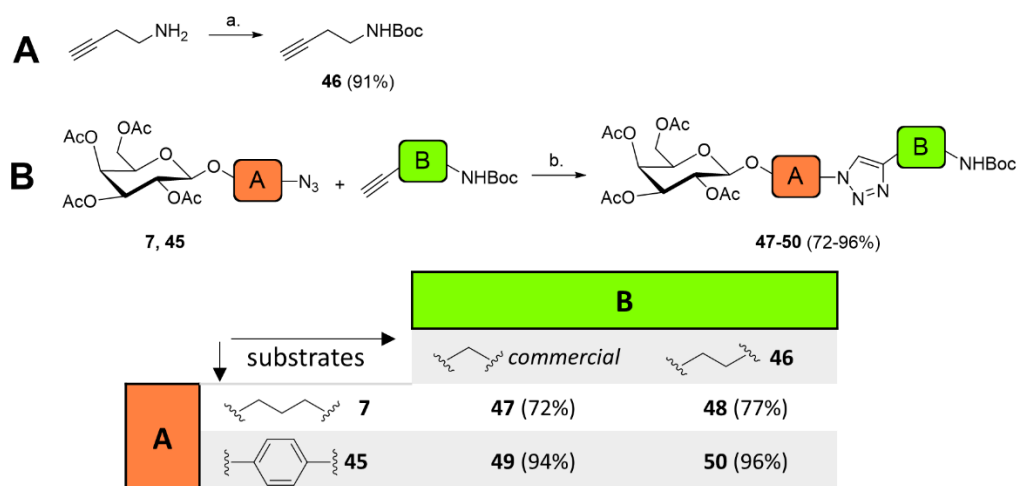 A
NH2
a.
NHBoc
46 (91%)
B
OAc
AcO
O
O
AcO
OAc
A
N3
+
B
NHBoc
b.
OAc
AcO
O
O
AcO
OAc
A
N
N
N
B
NHBoc
7, 45
47-50 (72-96%)
B
substrates
commercial
46
A
7
47 (72%)
48 (77%)
45
49 (94%)
50 (96%)